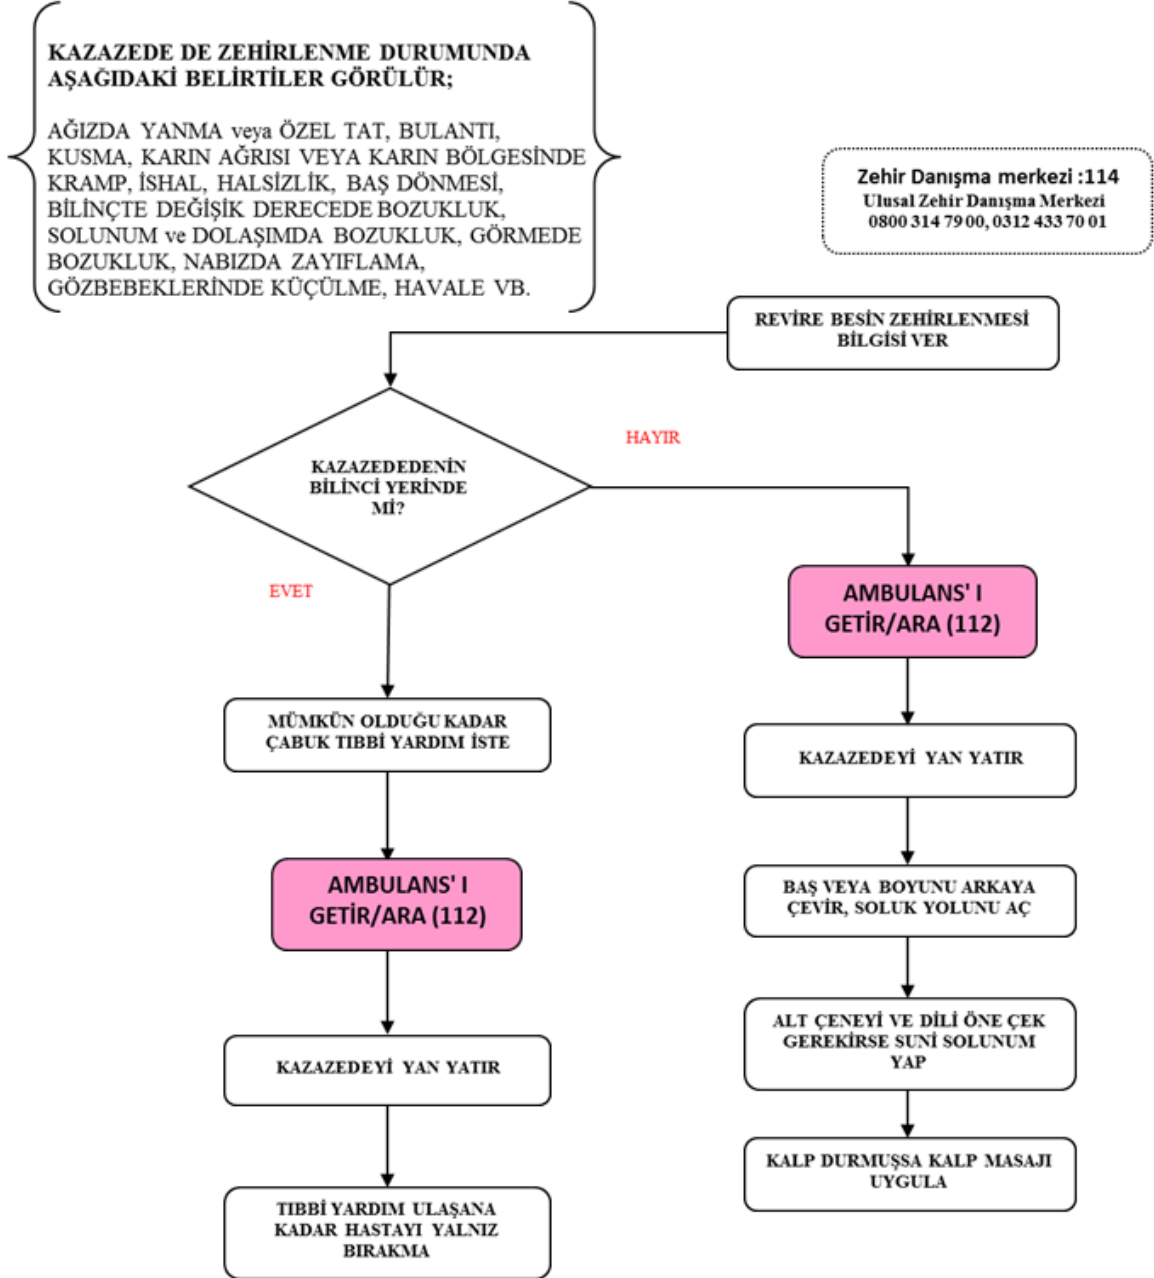 KAZAZEDE DE ZEHİRLENME DURUMUNDA
AŞAĞIDAKİ BELİRTİLER GÖRÜLÜR;
AĞIZDA YANMA veya ÖZEL TAT, BULANTI,
KUSMA, KARIN AĞRISI VEYA KARIN BÖLGESİNDE
KRAMP, İSHAL, HALSİZLİK, BAŞ DÖNMESİ,
BİLİNÇTE DEĞİŞİK DERECEDE BOZUKLUK,
SOLUNUM ve DOLAŞIMDA BOZUKLUK, GÖRMEDE
BOZUKLUK, NABIZDA ZAYIFLAMA,
GÖZBEBEKLERİNDE KÜÇÜLME, HAVALE VB.
Zehir Danışma merkezi :114
Ulusal Zehir Danışma Merkezi
0800 314 79 00, 0312 433 70 01
REVİRE BESİN ZEHİRLENMESİ
BİLGİSİ VER
KAZAZEDEDENİN
BİLİNCİ YERİNDE
Mİ?
HAYIR
EVET
AMBULANS' I
GETİR/ARA (112)
KAZAZEDEYİ YAN YATIR
BAŞ VEYA BOYUNU ARKAYA
ÇEVİR, SOLUK YOLUNU AÇ
ALT ÇENEYİ VE DİLİ ÖNE ÇEK
GEREKİRSE SUNİ SOLUNUM
YAP
KALP DURMUŞSA KALP MASAJI
UYGULA
MÜMKÜN OLDUĞU KADAR
ÇABUK TIBBİ YARDIM İSTE
AMBULANS' I
GETİR/ARA (112)
KAZAZEDEYİ YAN YATIR
TIBBİ YARDIM ULAŞANA
KADAR HASTAYI YALNIZ
BIRAKMA